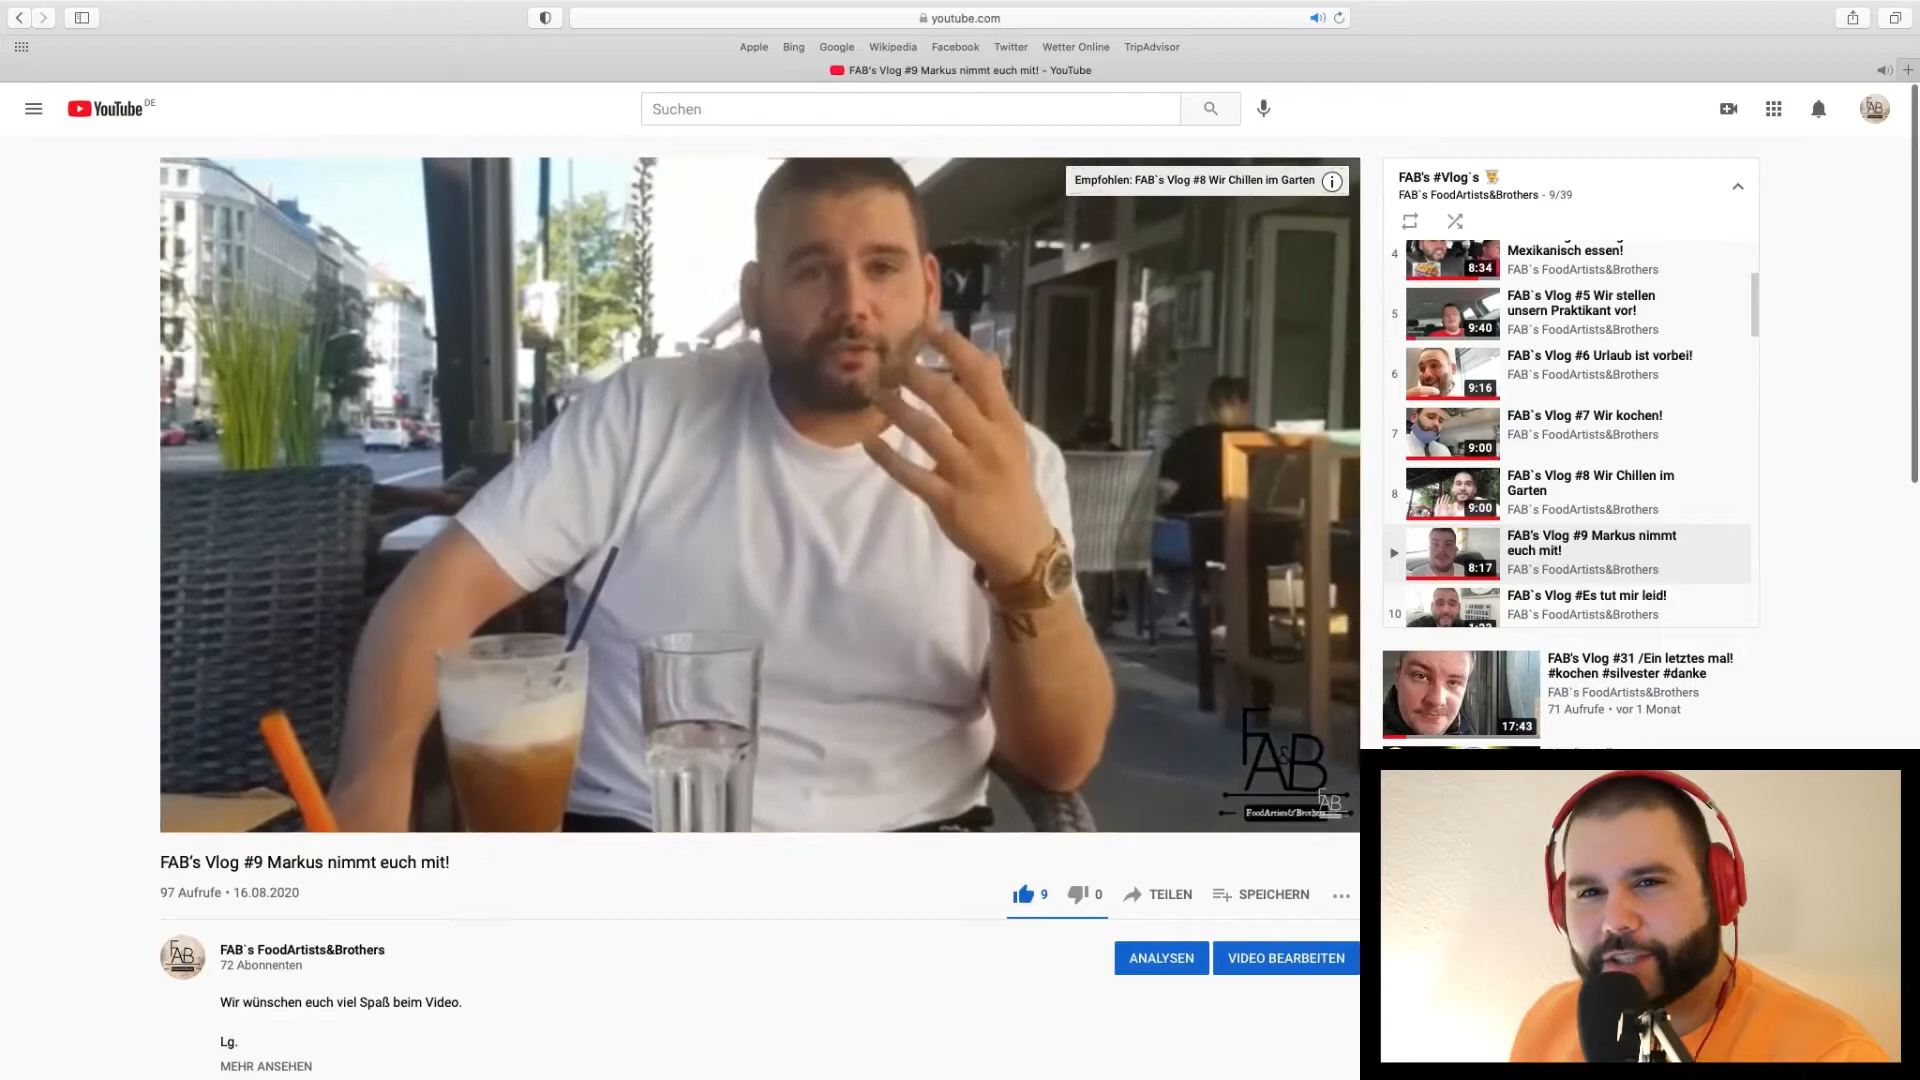 youtube.com
Apple Bing Google Wikipedia Facebook Twitter Wetter Online TripAdvisor
FAB's Vlog #9 Markus nimmt euch mit! - YouTube
YouTube DE
Suchen
FAB
Empfohlen: FAB`s Vlog #8 Wir Chillen im Garten
FA&B
FoodArtists&Brothers
FAB
FAB‘s Vlog #9 Markus nimmt euch mit!
97 Aufrufe • 16.08.2020
9 0 TEILEN SPEICHERN
FAB
FAB`s FoodArtists&Brothers
72 Abonnenten
ANALYSEN VIDEO BEARBEITEN
Wir wünschen euch viel Spaß beim Video.
Lg.
MEHR ANSEHEN
FAB's #Vlog`s
FAB`s FoodArtists&Brothers - 9/39
4
8:34
Mexikanisch essen!
FAB`s FoodArtists&Brothers
5
9:40
FAB`s Vlog #5 Wir stellen
unsern Praktikant vor!
FAB`s FoodArtists&Brothers
6
9:16
FAB`s Vlog #6 Urlaub ist vorbei!
FAB`s FoodArtists&Brothers
7
9:00
FAB`s Vlog #7 Wir kochen!
FAB`s FoodArtists&Brothers
8
9:00
FAB`s Vlog #8 Wir Chillen im
Garten
FAB`s FoodArtists&Brothers
8:17
FAB‘s Vlog #9 Markus nimmt
euch mit!
FAB`s FoodArtists&Brothers
10
FAB`s Vlog #Es tut mir leid!
FAB`s FoodArtists&Brothers
17:43
FAB's Vlog #31 /Ein letztes mal!
#kochen #silvester #danke
FAB`s FoodArtists&Brothers
71 Aufrufe • vor 1 Monat